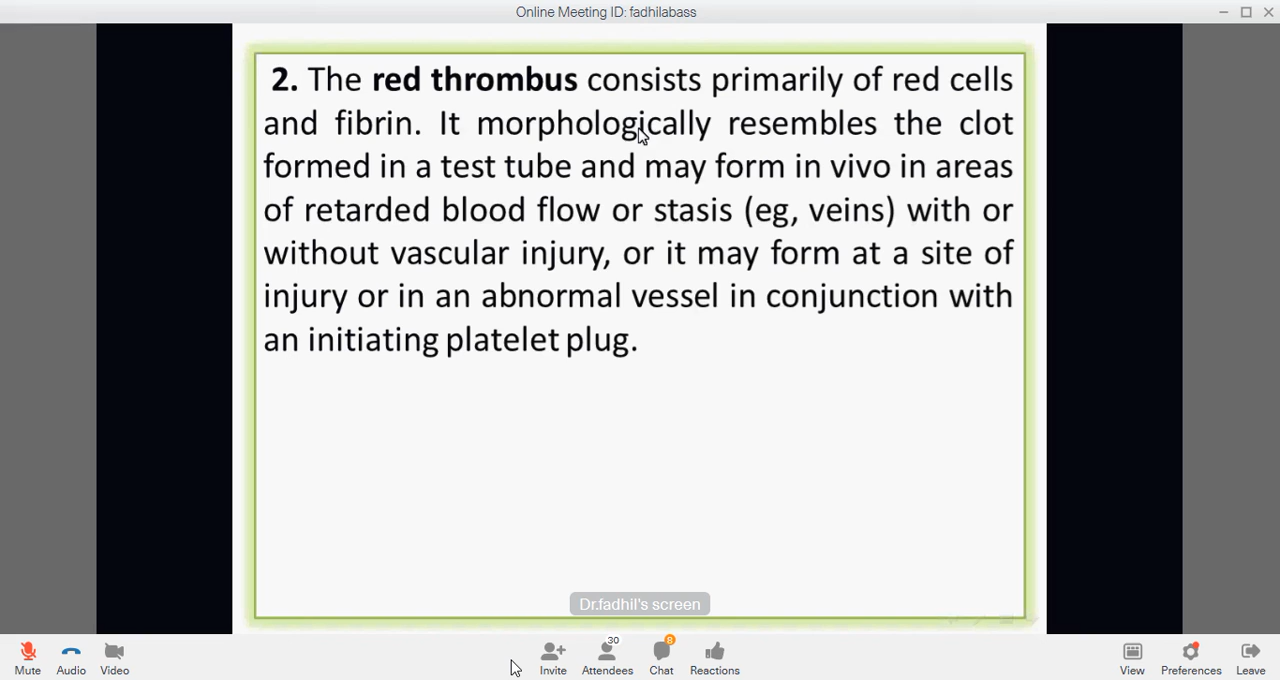 Online Meeting ID: fadhilabass
2. The red thrombus consists primarily of red cells
and fibrin. It morphologically resembles the clot
formed in a test tube and may form in vivo in areas
of retarded blood flow or stasis (eg, veins) with or
without vascular injury, or it may form at a site of
injury or in an abnormal vessel in conjunction with
an initiating platelet plug.
Dr.fadhil's screen
30
8
Mute Audio Video Invite Attendees Chat Reactions View Preferences Leave